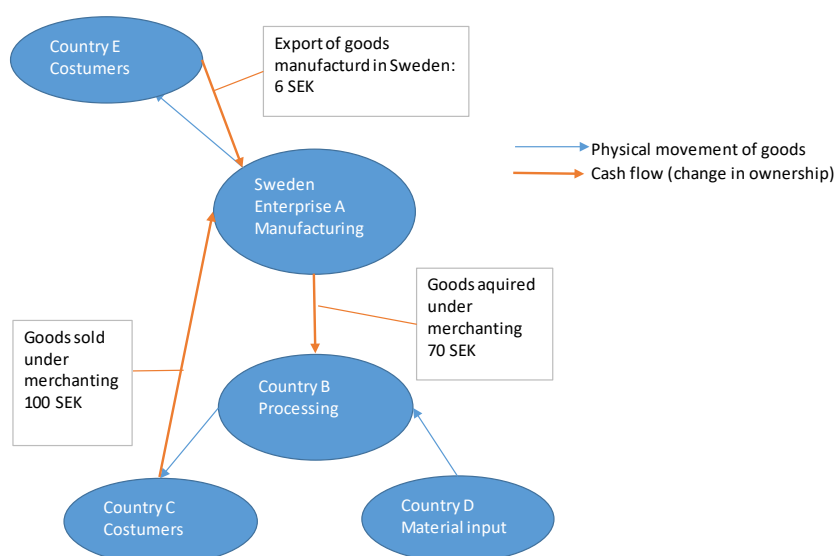 Country E
Costumers
Export of goods
manufacturd in Sweden:
6 SEK
Physical movement of goods
Cash flow (change in ownership)
Sweden
Enterprise A
Manufacturing
Goods aquired
under
merchanting
70 SEK
Goods sold
under
merchanting
100 SEK
Country B
Processing
Country C
Costumers
Country D
Material input